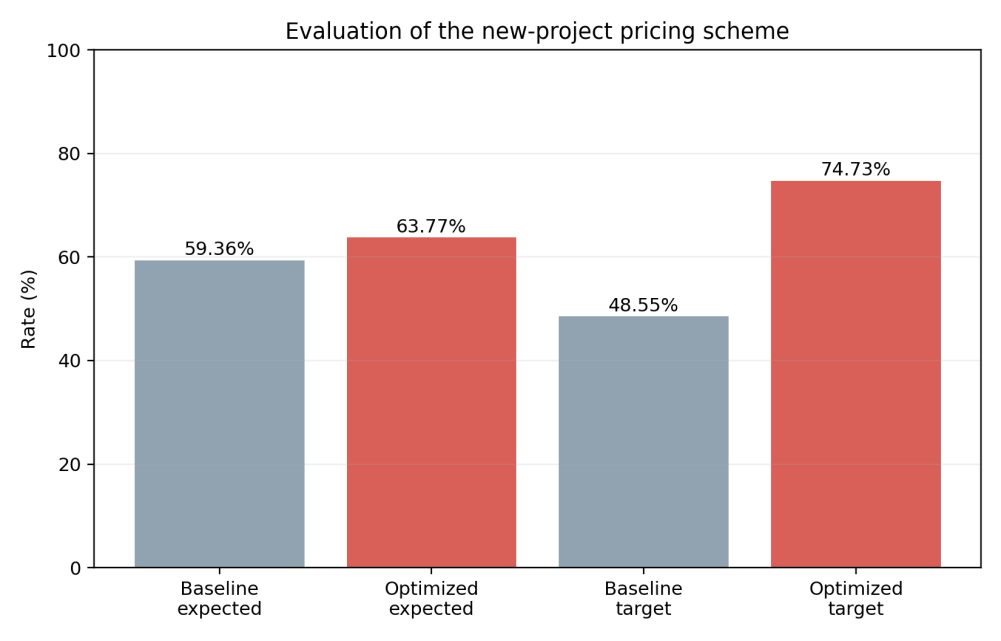 Evaluation of the new-project pricing scheme
Rate (%)
100
80
60
40
20
0
59.36%
63.77%
48.55%
74.73%
Baseline
expected
Optimized
expected
Baseline
target
Optimized
target